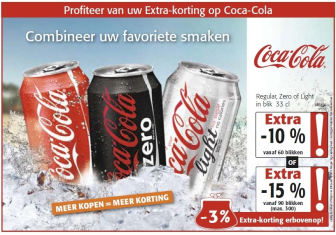 Profiteer van uw Extra-korting op Coca-Cola
Combineer uw favoriete smaken
Coca-Cola
Coca-Cola
zero
Coca-Cola
light
Coca-Cola
Regular, Zero of Light
in blik 33 cl
Extra
-10 %
vanaf 60 blikken
OF
Extra
-15 %
vanaf 90 blikken
(max. 500)
MEER KOPEN = MEER KORTING
-3%
Extra-korting erbovenop!